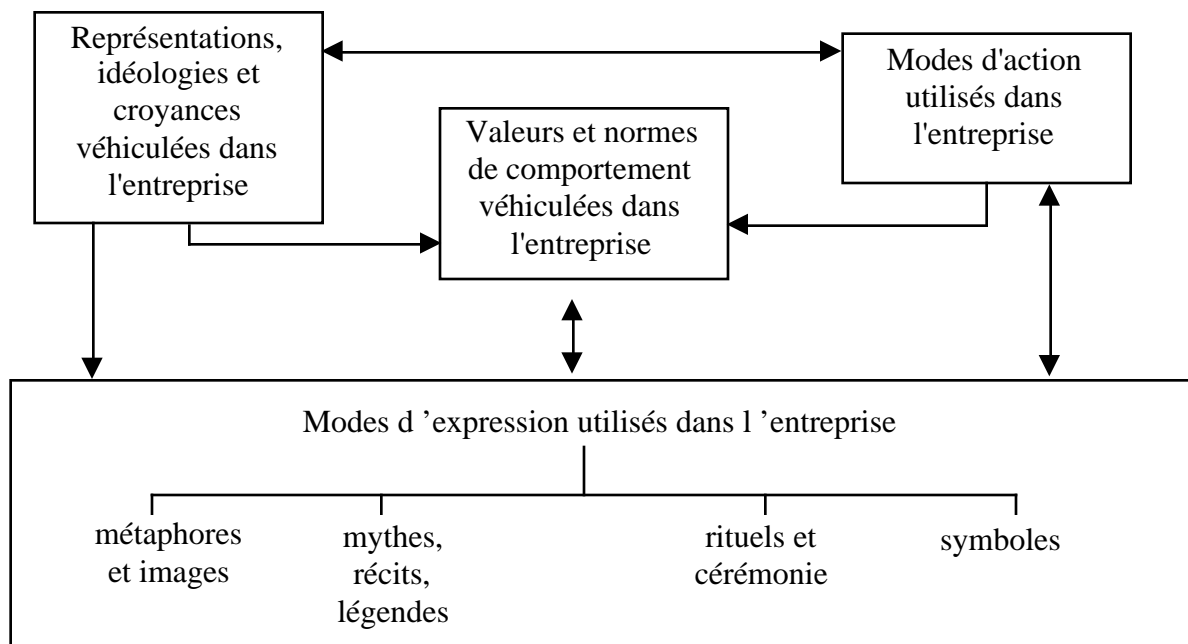 Représentations,
idéologies et
croyances
véhiculées dans
l'entreprise
Valeurs et normes
de comportement
véhiculées dans
l'entreprise
Modes d'action
utilisés dans
l'entreprise
Modes d ’expression utilisés dans l ’entreprise
métaphores
et images
mythes,
récits,
légendes
rituels et
cérémonie
symboles